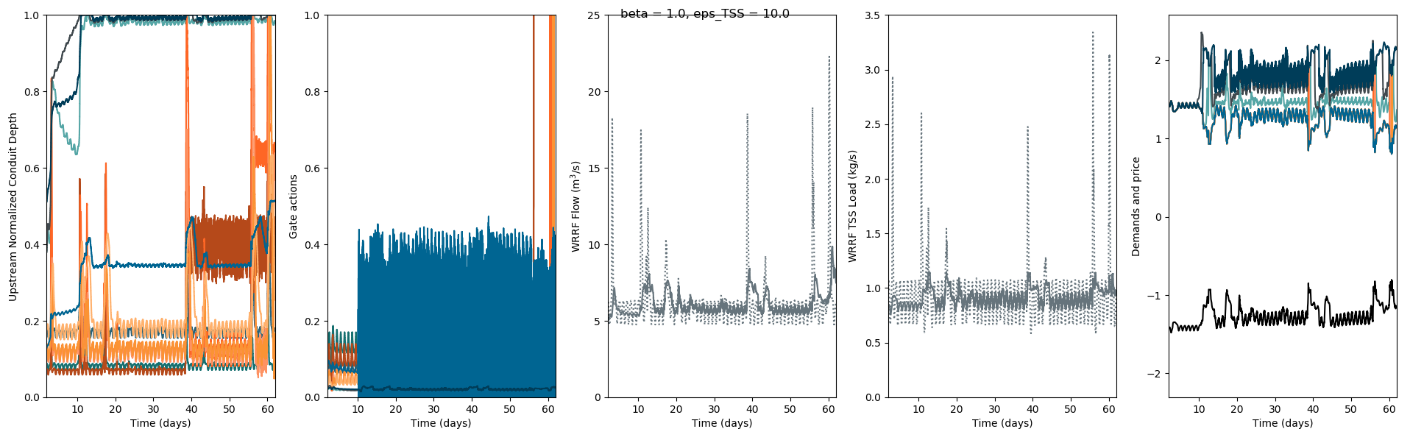 beta = 1.0, eps_TSS = 10.0
Upstream Normalized Conduit Depth
1.0
0.8
0.6
0.4
0.2
0.0
10 20 30 40 50 60
Time (days)
Gate actions
1.0
0.8
0.6
0.4
0.2
0.0
10 20 30 40 50 60
Time (days)
WRRF Flow (m³/s)
25
20
15
10
5
0
10 20 30 40 50 60
Time (days)
WRRF TSS Load (kg/s)
3.5
3.0
2.5
2.0
1.5
1.0
0.5
0.0
10 20 30 40 50 60
Time (days)
Demands and price
2
1
0
−1
−2
10 20 30 40 50 60
Time (days)